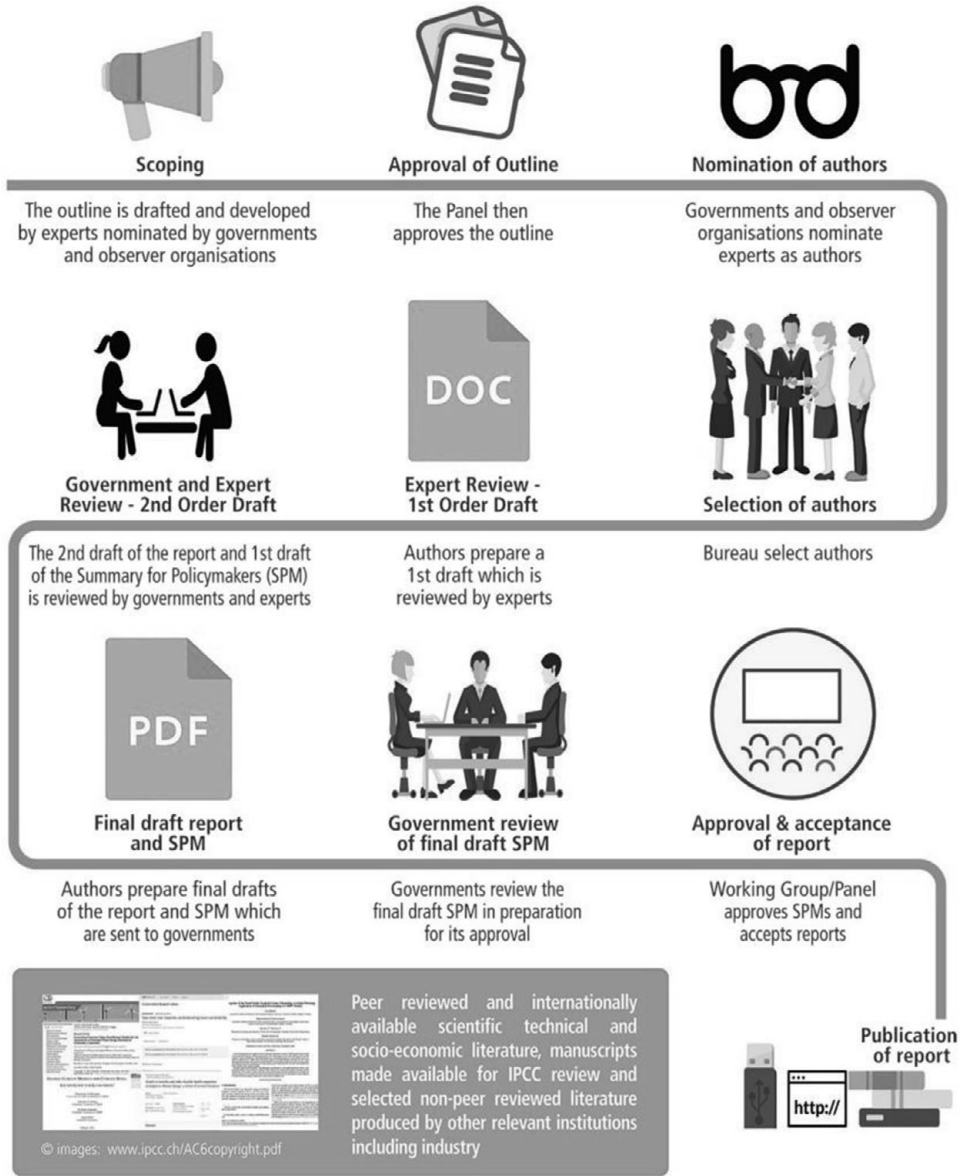 Scoping
Approval of Outline
Nomination of authors
The outline is drafted and developed
by experts nominated by governments
and observer organisations
The Panel then
approves the outline
Governments and observer
organisations nominate
experts as authors
DOC
Government and Expert
Review - 2nd Order Draft
Expert Review -
1st Order Draft
Selection of authors
The 2nd draft of the report and 1st draft
of the Summary for Policymakers (SPM)
is reviewed by governments and experts
Authors prepare a
1st draft which is
reviewed by experts
Bureau select authors
PDF
Final draft report
and SPM
Government review
of final draft SPM
Approval & acceptance
of report
Authors prepare final drafts
of the report and SPM which
are sent to governments
Governments review the
final draft SPM in preparation
for its approval
Working Group/Panel
approves SPMs and
accepts reports
Peer reviewed and internationally
available scientific technical and
socio-economic literature, manuscripts
made available for IPCC review and
selected non-peer reviewed literature
produced by other relevant institutions
including industry
© images: www.ipcc.ch/AC6copyright.pdf
Publication
of report
http://